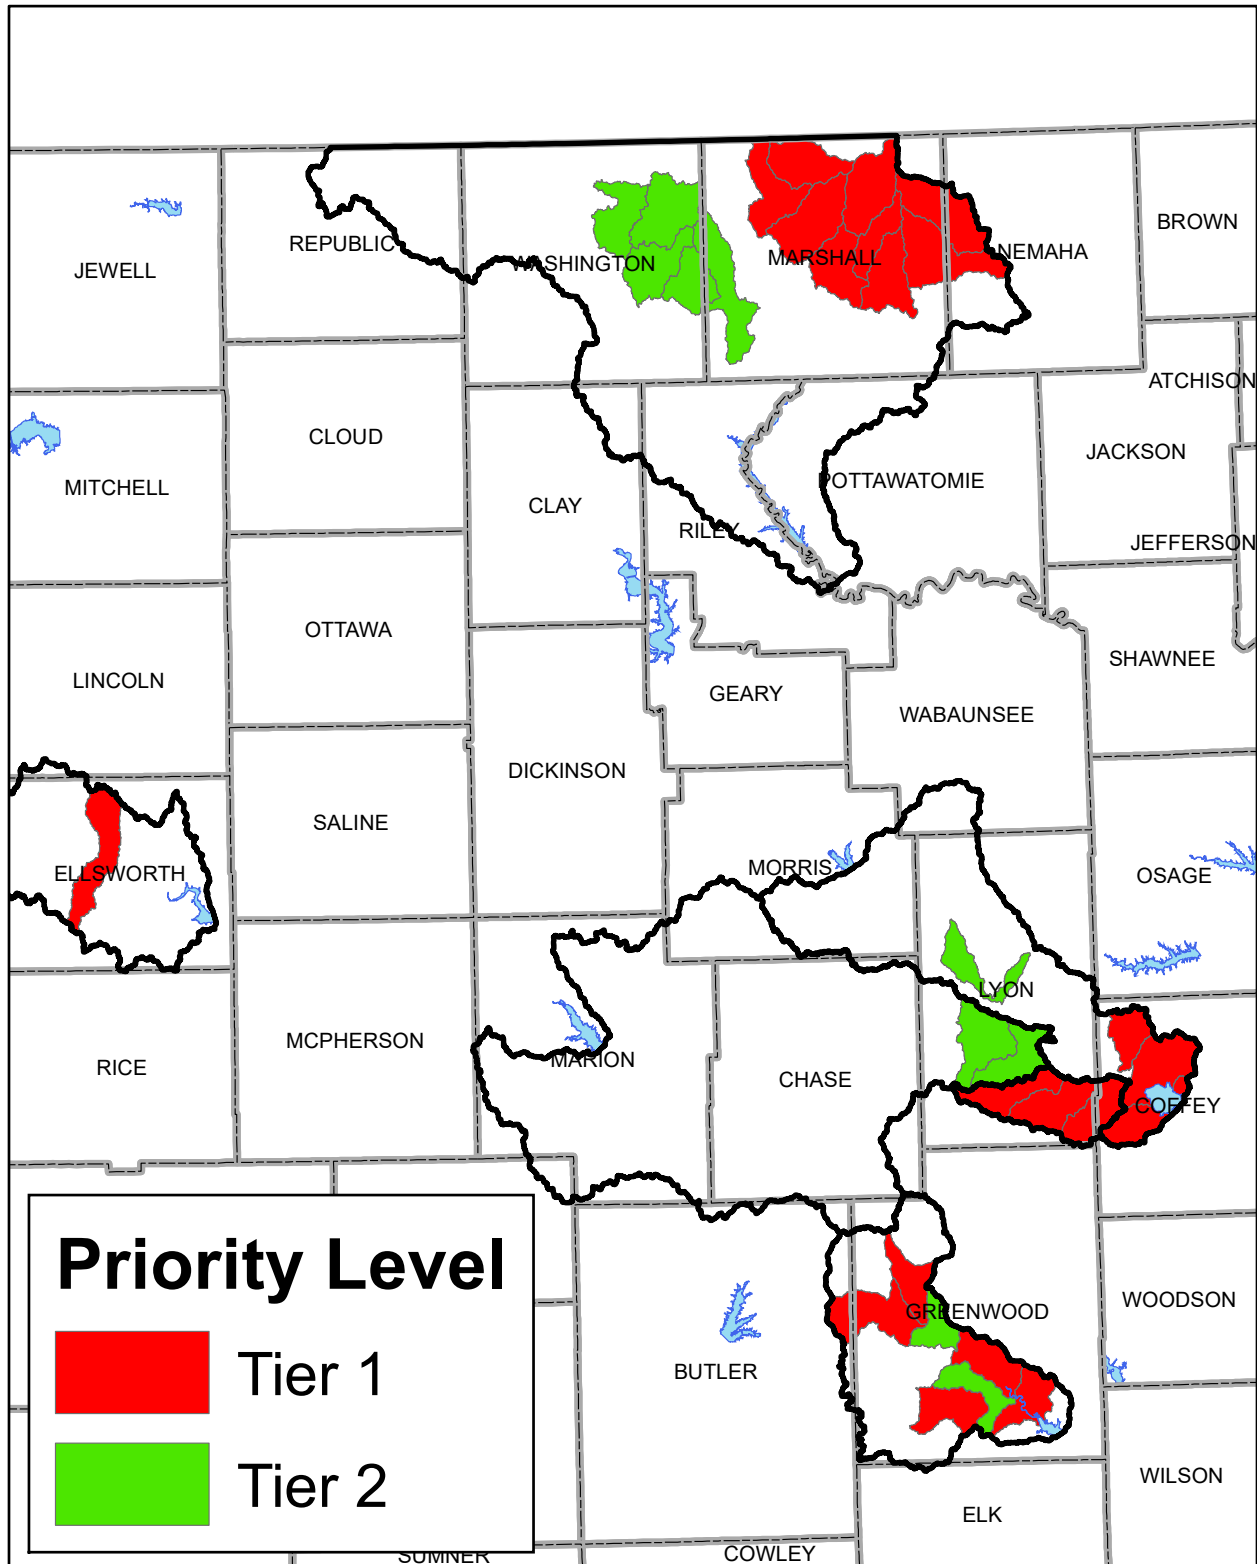 BROWN
REPUBLIC
WASHINGTON
MARSHALL
NEMAHA
JEWELL
ATCHISON
CLOUD
JACKSON
MITCHELL
POTTAWATOMIE
CLAY
RILEY
JEFFERSON
OTTAWA
SHAWNEE
LINCOLN
GEARY
WABAUNSEE
DICKINSON
SALINE
MORRIS
ELLSWORTH
OSAGE
LYON
MCPHERSON
MARION
RICE
CHASE
COFFEY
WOODSON
GREENWOOD
BUTLER
WILSON
ELK
COWLEY
SUMNER
Priority Level
Tier 1
Tier 2